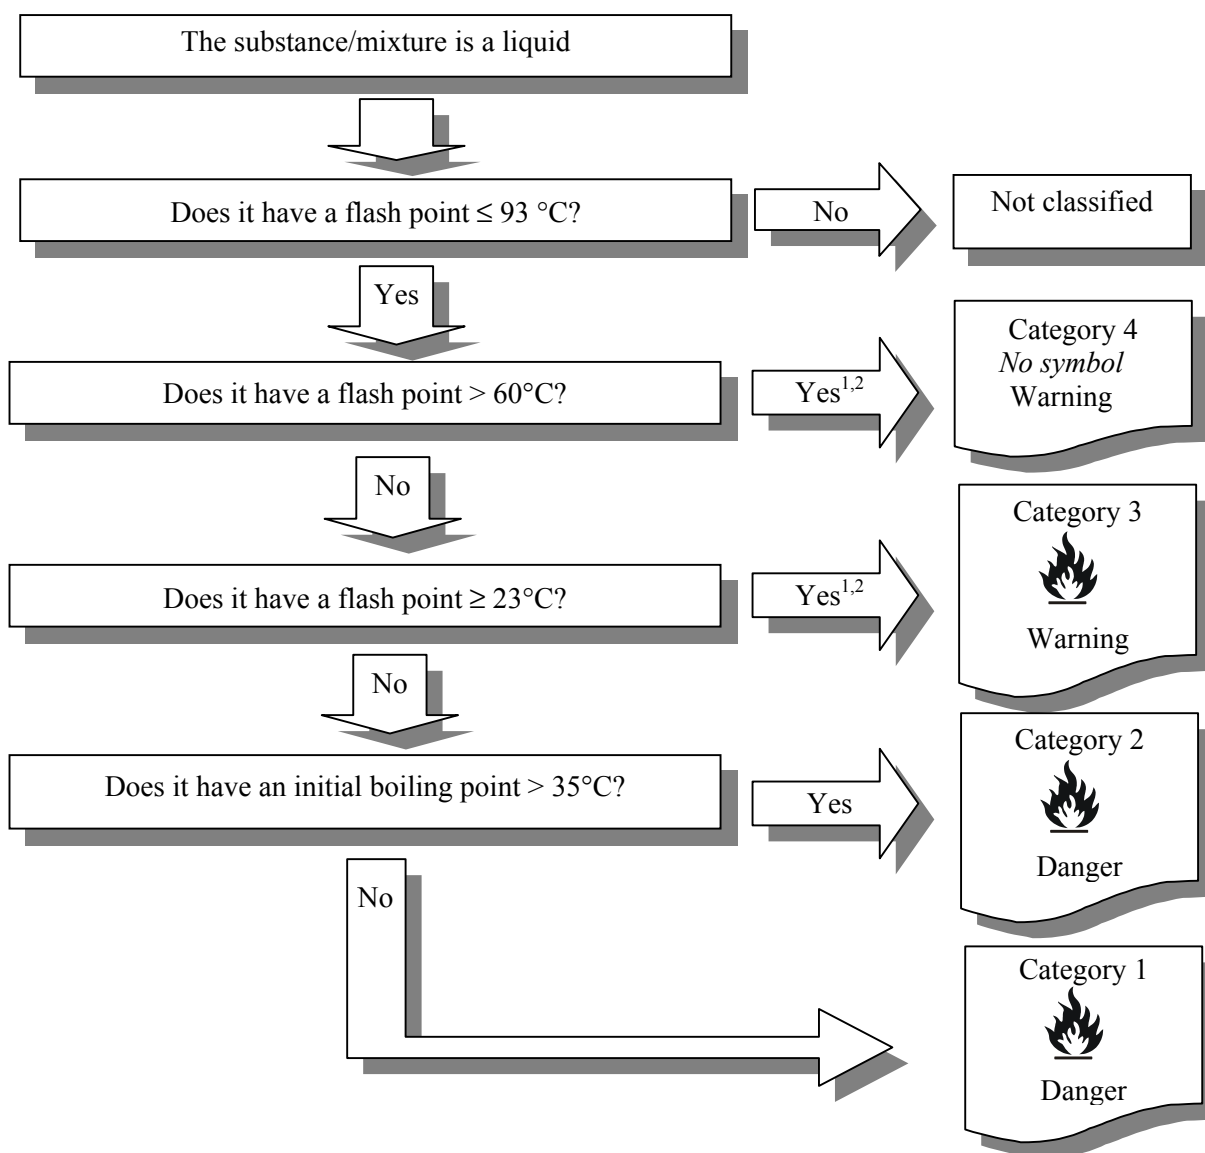 The substance/mixture is a liquid
Does it have a flash point ≤ 93 °C?
No
Not classified
Yes
Does it have a flash point > 60°C?
Yes1,2
Category 4
No symbol
Warning
No
Does it have a flash point ≥ 23°C?
Yes1,2
Category 3
Warning
No
Does it have an initial boiling point > 35°C?
Yes
Category 2
Danger
No
Category 1
Danger